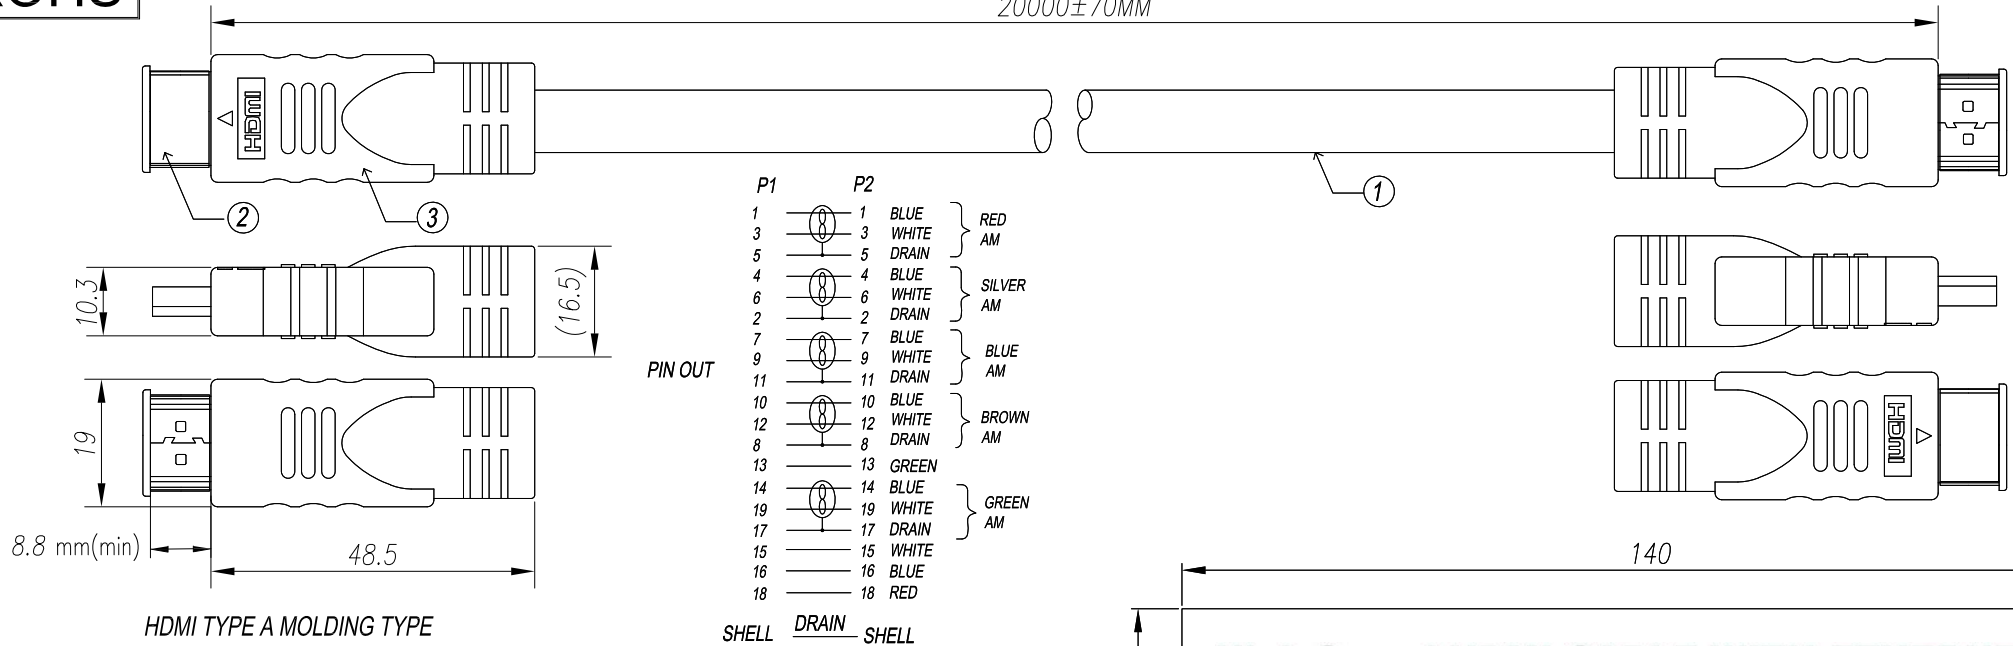 ROHS
20000±70MM
HDMI
2
3
1
10.3
(16.5)
19
8.8 mm(min)
48.5
HDMI TYPE A MOLDING TYPE
PIN OUT
P1 P2
1 1 BLUE
3 3 WHITE
5 5 DRAIN
RED
AM
4 4 BLUE
6 6 WHITE
2 2 DRAIN
SILVER
AM
7 7 BLUE
9 9 WHITE
11 11 DRAIN
BLUE
AM
10 10 BLUE
12 12 WHITE
8 8 DRAIN
BROWN
AM
13 13 GREEN
14 14 BLUE
19 19 WHITE
17 17 DRAIN
GREEN
AM
15 15 WHITE
16 16 BLUE
18 18 RED
SHELL DRAIN SHELL
HDMI
140